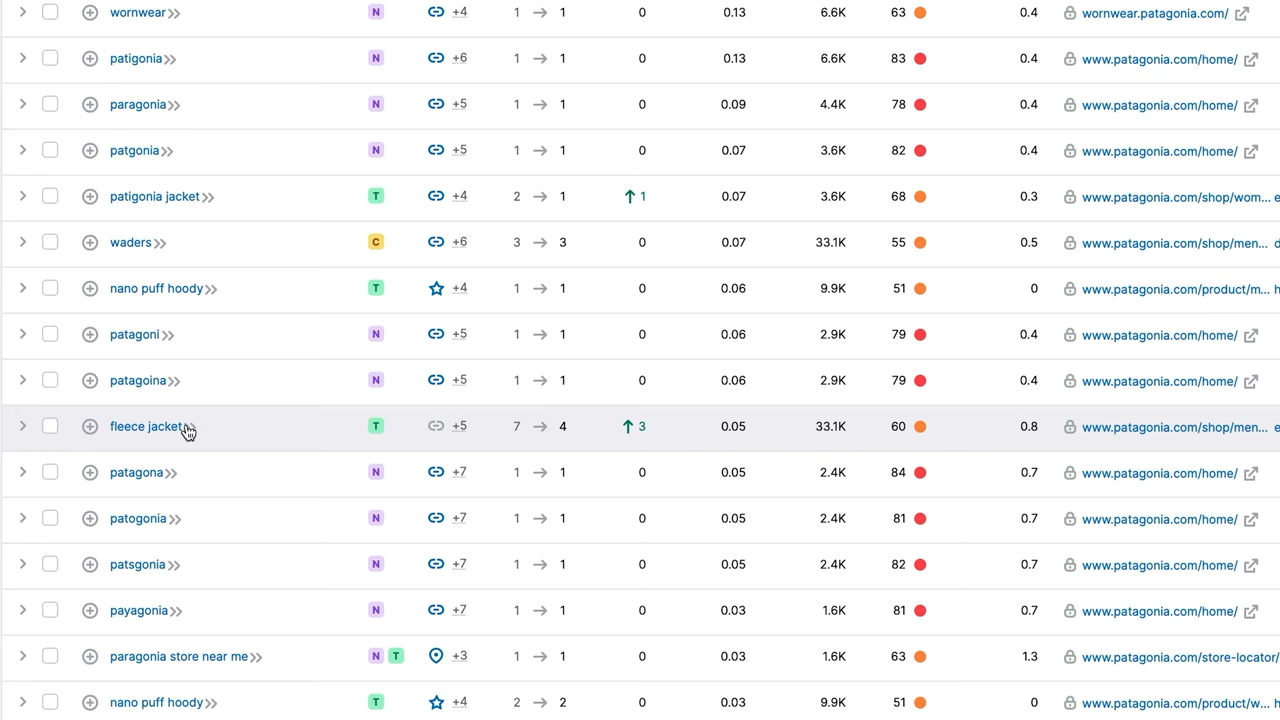 wornwear N +4 1 → 1 0 0.13 6.6K 63 0.4 wornwear.patagonia.com/
patigonia N +6 1 → 1 0 0.13 6.6K 83 0.4 www.patagonia.com/home/
paragonia N +5 1 → 1 0 0.09 4.4K 78 0.4 www.patagonia.com/home/
patgonia N +5 1 → 1 0 0.07 3.6K 82 0.4 www.patagonia.com/home/
patigonia jacket T +4 2 → 1 ↑ 1 0.07 3.6K 68 0.3 www.patagonia.com/shop/wom... e
waders C +6 3 → 3 0 0.07 33.1K 55 0.5 www.patagonia.com/shop/men... d
nano puff hoody T +4 1 → 1 0 0.06 9.9K 51 0 www.patagonia.com/product/m... h
patagoni N +5 1 → 1 0 0.06 2.9K 79 0.4 www.patagonia.com/home/
patagoina N +5 1 → 1 0 0.06 2.9K 79 0.4 www.patagonia.com/home/
fleece jacket T +5 7 → 4 ↑ 3 0.05 33.1K 60 0.8 www.patagonia.com/shop/men... e
patagona N +7 1 → 1 0 0.05 2.4K 84 0.7 www.patagonia.com/home/
patogonia N +7 1 → 1 0 0.05 2.4K 81 0.7 www.patagonia.com/home/
patsgonia N +7 1 → 1 0 0.05 2.4K 82 0.7 www.patagonia.com/home/
payagonia N +7 1 → 1 0 0.03 1.6K 81 0.7 www.patagonia.com/home/
paragonia store near me N T +3 1 → 1 0 0.03 1.6K 63 1.3 www.patagonia.com/store-locator/
nano puff hoody T +4 2 → 2 0 0.03 9.9K 51 0 www.patagonia.com/product/w... h